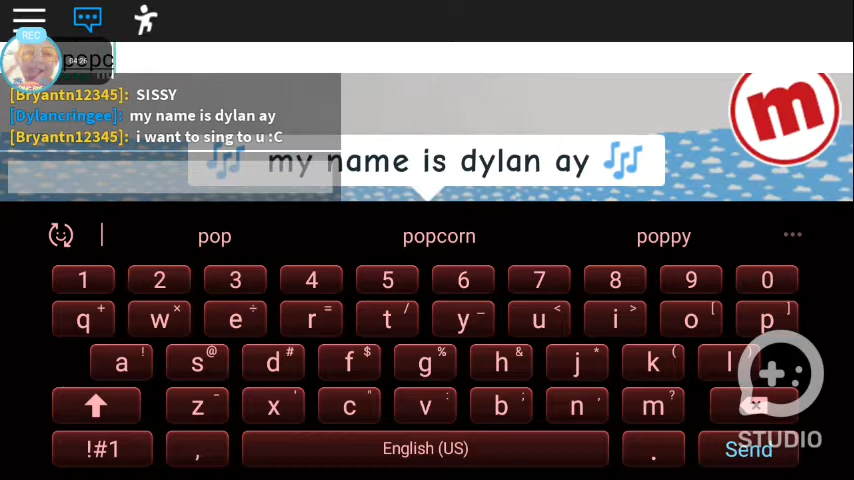 REC
04:26
popc
[Bryantn12345]: SISSY
[Dylancringee]: my name is dylan ay
[Bryantn12345]: i want to sing to u :C
🎶 my name is dylan ay 🎶
m
pop popcorn poppy ...
1 2 3 4 5 6 7 8 9 0
q + w × e ÷ r = t / y _ u < i > o [ p ]
a ! s @ d # f $ g % h & j * k ( l )
z - x ' c " v : b ; n , m ?
!#1 , English (US) . Send
STUDIO